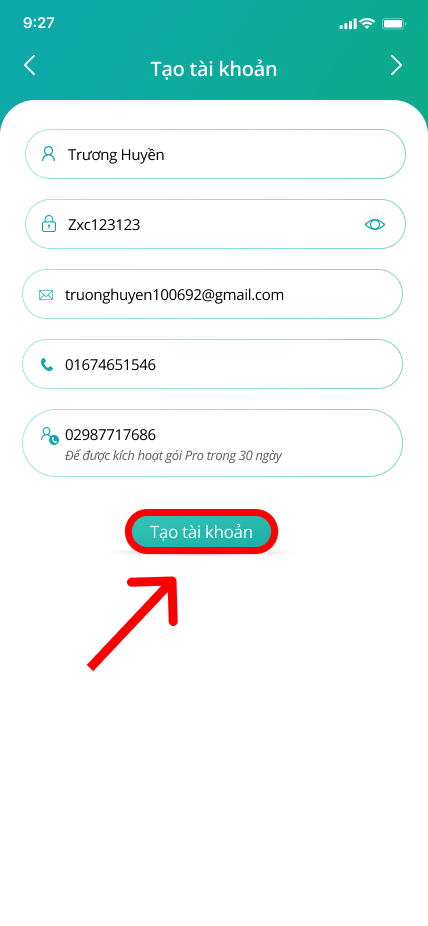 9:27
Tạo tài khoản
Trương Huyền
Zxc123123
truonghuyen100692@gmail.com
01674651546
02987717686
Để được kích hoạt gói Pro trong 30 ngày
Tạo tài khoản